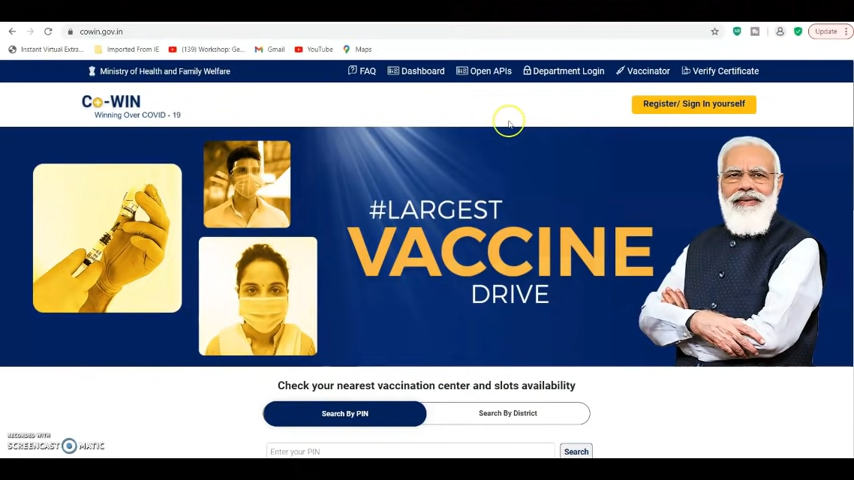 cowin.gov.in
Update
Instant Virtual Extra... Imported From IE (139) Workshop: Ge... Gmail YouTube Maps
Ministry of Health and Family Welfare FAQ Dashboard Open APIs Department Login Vaccinator Verify Certificate
Co-WIN
Winning Over COVID - 19
Register/ Sign In yourself
#LARGEST
VACCINE
DRIVE
Check your nearest vaccination center and slots availability
Search By PIN Search By District
Enter your PIN Search
RECORDED WITH
SCREENCAST MATIC